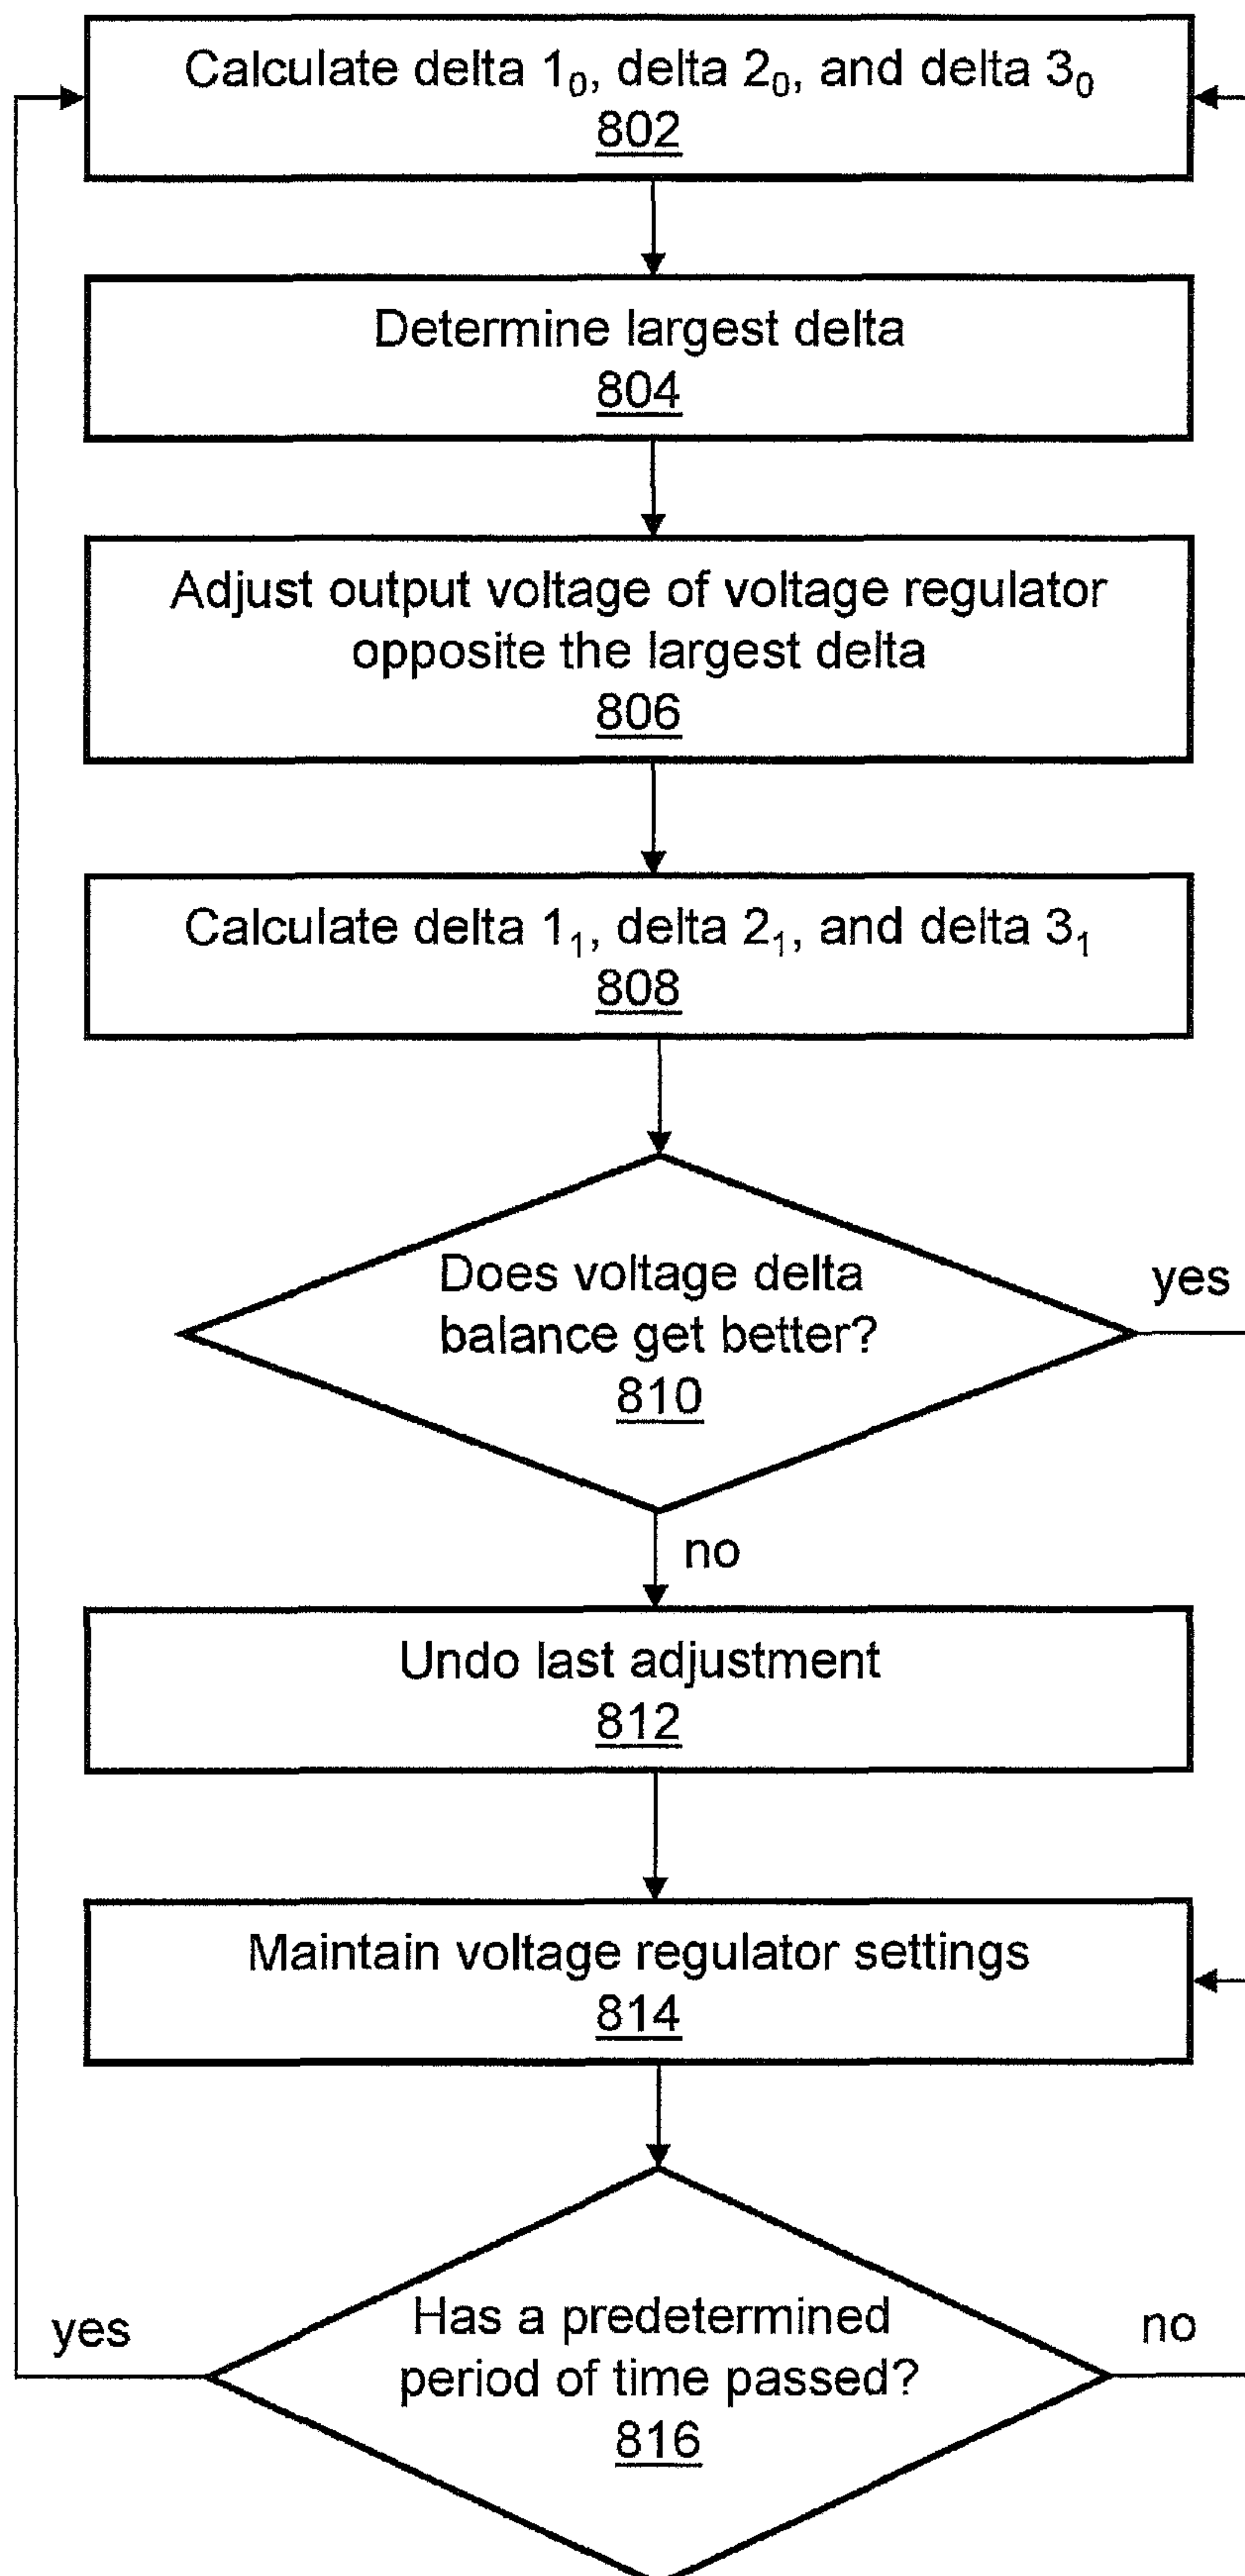 Calculate delta 1₀, delta 2₀, and delta 3₀
802
Determine largest delta
804
Adjust output voltage of voltage regulator
opposite the largest delta
806
Calculate delta 1₁, delta 2₁, and delta 3₁
808
Does voltage delta
balance get better?
810
yes
no
Undo last adjustment
812
Maintain voltage regulator settings
814
Has a predetermined
period of time passed?
816
yes
no